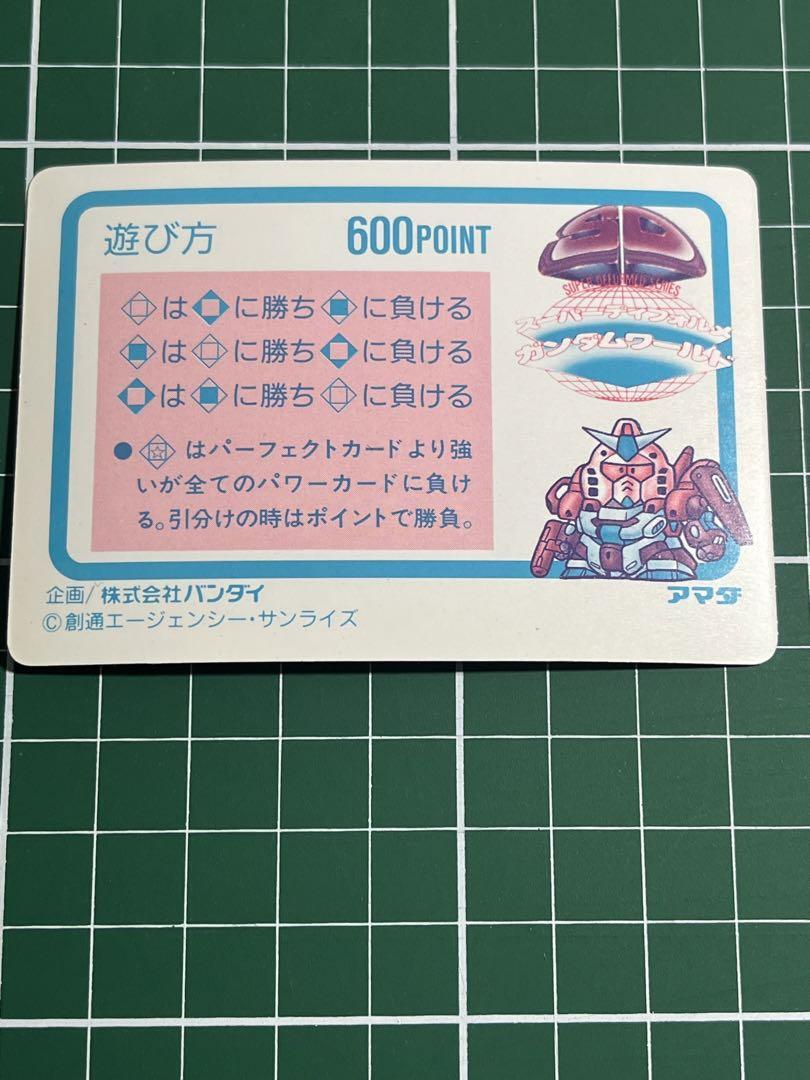 遊び方 600POINT
SD
SUPER DEFORMED SERIES
スーパーディフォルメ
ガンダムワールド
は に勝ち に負ける
は に勝ち に負ける
は に勝ち に負ける
● はパーフェクトカードより強
いが全てのパワーカードに負け
る。引分けの時はポイントで勝負。
企画/株式会社バンダイ
アマダ
©創通エージェンシー・サンライズ